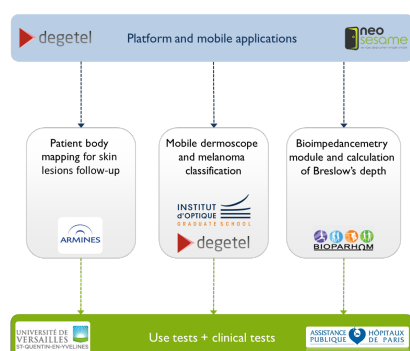 degetel
Platform and mobile applications
neo
sesame
Patient body
mapping for skin
lesions follow-up
ARMINES
Mobile dermoscope
and melanoma
classification
INSTITUT
d'OPTIQUE
GRADUATE SCHOOL
degetel
Bioimpedancemetry
module and calculation
of Breslow's depth
BIOPARHOM
UNIVERSITÉ DE
VERSAILLES
ST-QUENTIN-EN-YVELINES
Use tests + clinical tests
ASSISTANCE
PUBLIQUE
HÔPITAUX
DE PARIS